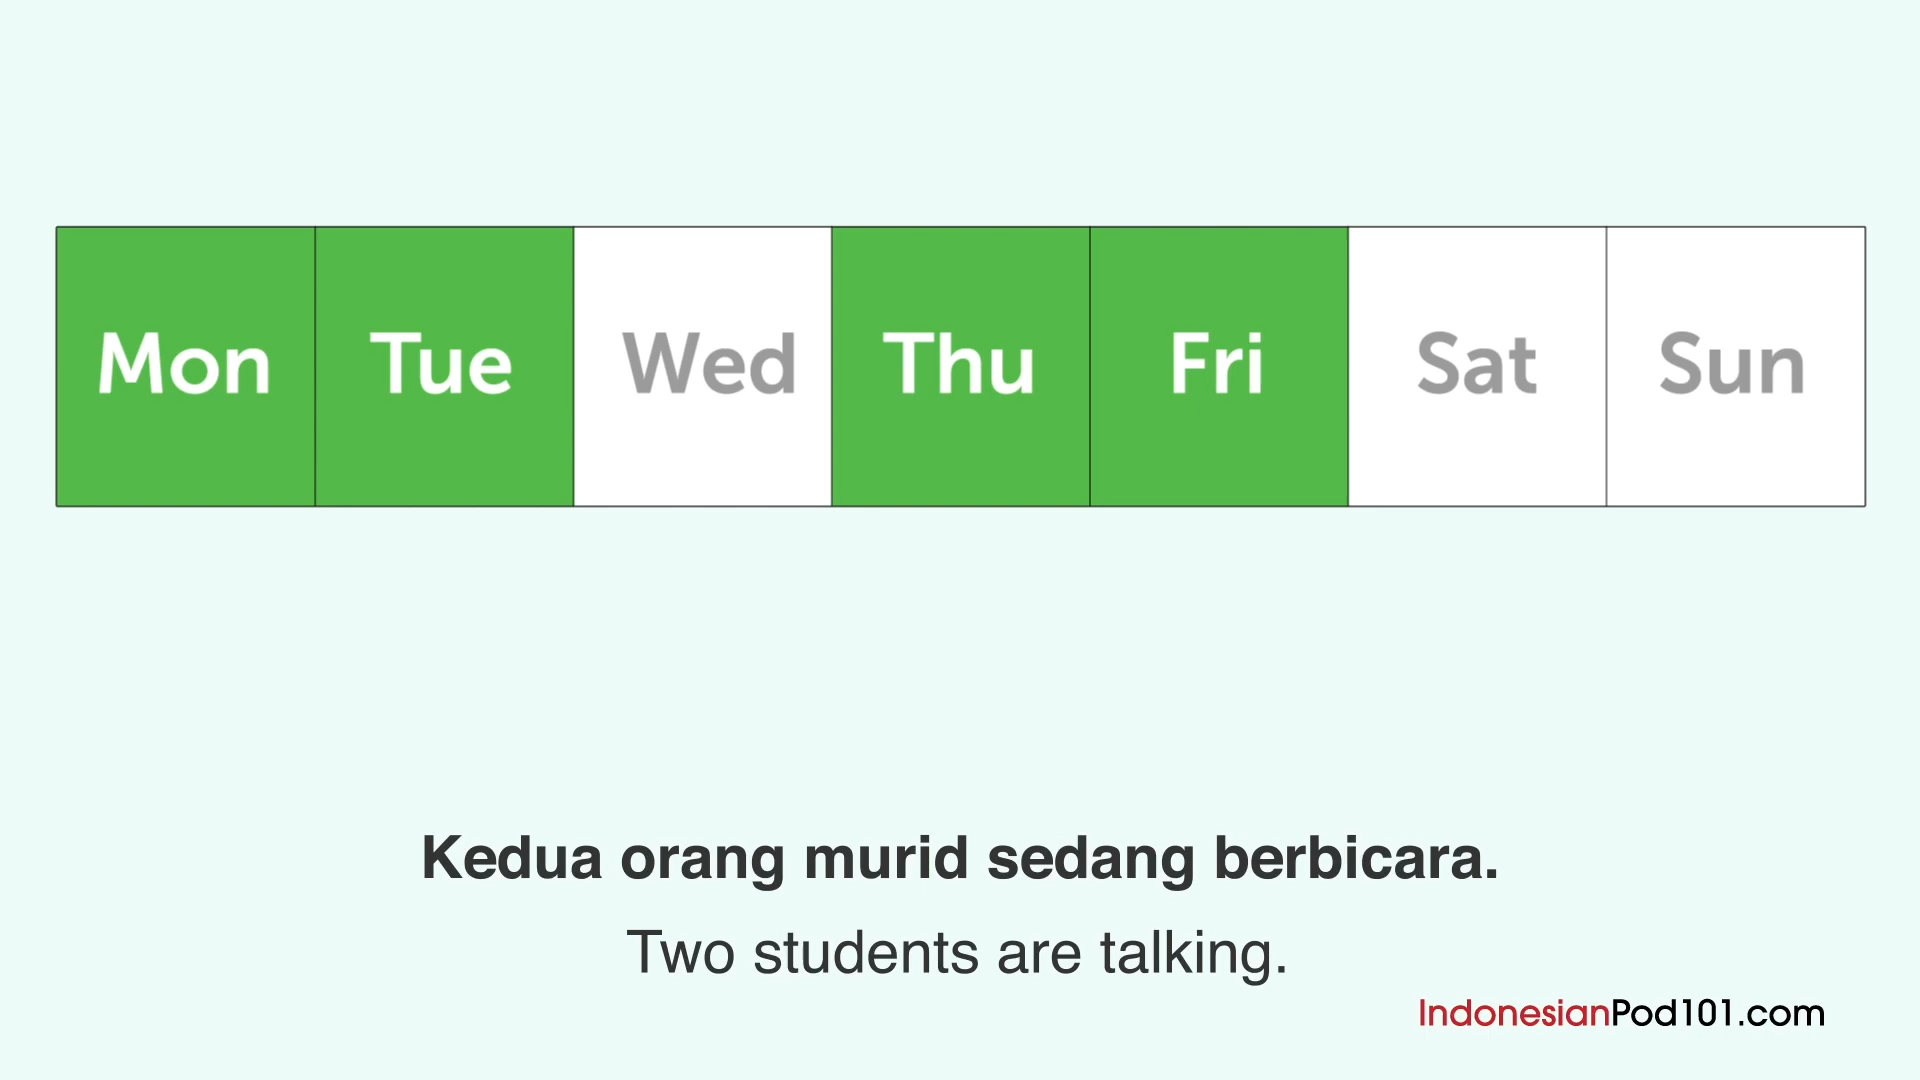 Mon Tue Wed Thu Fri Sat Sun
Kedua orang murid sedang berbicara.
Two students are talking.
IndonesianPod101.com